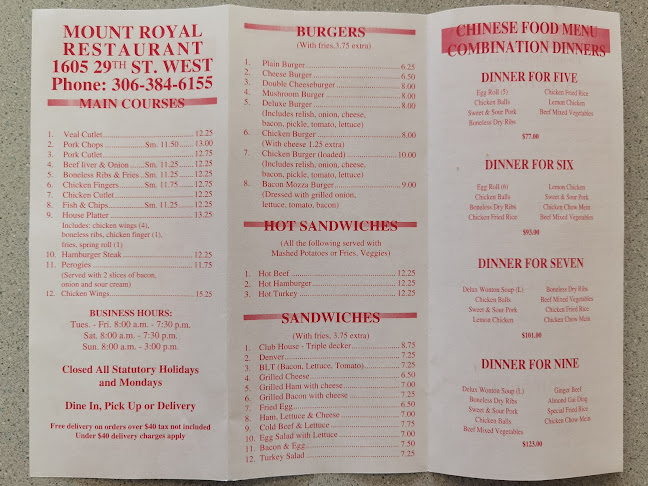 MOUNT ROYAL
RESTAURANT
1605 29TH ST. WEST
Phone: 306-384-6155
MAIN COURSES
1. Veal Cutlet 12.25
2. Pork Chops Sm. 11.50 13.00
3. Pork Cutlet 12.75
4. Beef liver & Onion Sm. 11.25 12.25
5. Boneless Ribs & Fries Sm. 11.25 12.25
6. Chicken Fingers Sm. 11.75 12.25
7. Chicken Cutlet 12.25
8. Fish & Chips Sm. 11.25 12.25
9. House Platter 13.25
Includes: chicken wings (4),
boneless ribs, chicken finger (1),
fries, spring roll (1)
10. Hamburger Steak 12.25
11. Perogies 11.75
(Served with 2 slices of bacon,
onion and sour cream)
12. Chicken Wings 15.25
BUSINESS HOURS:
Tues. - Fri. 8:00 a.m. - 7:30 p.m.
Sat. 8:00 a.m. - 7:30 p.m.
Sun. 8:00 a.m. - 3:00 p.m.
Closed All Statutory Holidays
and Mondays
Dine In, Pick Up or Delivery
Free delivery on orders over $40 tax not included
Under $40 delivery charges apply
BURGERS
(With fries, 3.75 extra)
1. Plain Burger 6.25
2. Cheese Burger 6.50
3. Double Cheeseburger 8.00
4. Mushroom Burger 8.00
5. Deluxe Burger 8.00
(Includes relish, onion, cheese,
bacon, pickle, tomato, lettuce)
6. Chicken Burger 8.00
(With cheese 1.25 extra)
7. Chicken Burger (loaded) 10.00
(Includes relish, onion, cheese,
bacon, pickle, tomato, lettuce)
8. Bacon Mozza Burger 9.00
(Dressed with grilled onion,
lettuce, tomato, bacon)
HOT SANDWICHES
(All the following served with
Mashed Potatoes or Fries, Veggies)
1. Hot Beef 12.25
2. Hot Hamburger 12.25
3. Hot Turkey 12.25
SANDWICHES
(With fries, 3.75 extra)
1. Club House - Triple decker 8.75
2. Denver 7.25
3. BLT (Bacon, Lettuce, Tomato) 7.25
4. Grilled Cheese 6.50
5. Grilled Ham with cheese 7.00
6. Grilled Bacon with cheese 7.25
7. Fried Egg 6.50
8. Ham, Lettuce & Cheese 7.00
9. Cold Beef & Lettuce 7.75
10. Egg Salad with Lettuce 7.00
11. Bacon & Egg 7.50
12. Turkey Salad 7.25
CHINESE FOOD MENU
COMBINATION DINNERS
DINNER FOR FIVE
Egg Roll (5) Chicken Fried Rice
Chicken Balls Lemon Chicken
Sweet & Sour Pork Beef Mixed Vegetables
Boneless Dry Ribs
$77.00
DINNER FOR SIX
Egg Roll (6) Lemon Chicken
Chicken Balls Sweet & Sour Pork
Boneless Dry Ribs Chicken Chow Mein
Chicken Fried Rice Beef Mixed Vegetables
$93.00
DINNER FOR SEVEN
Delux Wonton Soup (L) Boneless Dry Ribs
Chicken Balls Beef Mixed Vegetables
Sweet & Sour Pork Chicken Fried Rice
Lemon Chicken Chicken Chow Mein
$101.00
DINNER FOR NINE
Delux Wonton Soup (L) Ginger Beef
Boneless Dry Ribs Almond Gai Ding
Sweet & Sour Pork Special Fried Rice
Chicken Balls Chicken Chow Mein
Beef Mixed Vegetables
$123.00